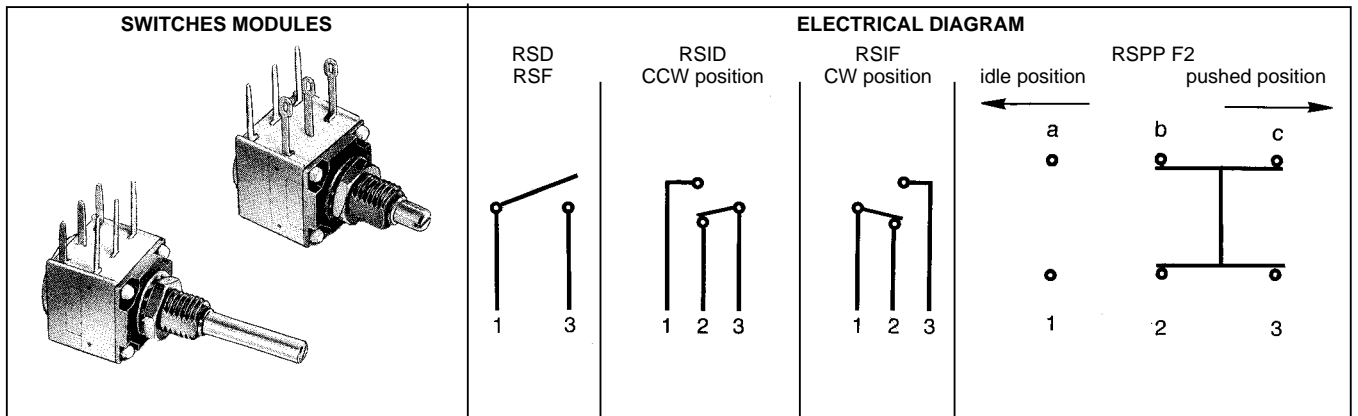 SWITCHES MODULES
ELECTRICAL DIAGRAM
RSD
RSF
1 3
RSID
CCW position
1 2 3
RSIF
CW position
1 2 3
RSPP F2
idle position pushed position
a b c
1 2 3